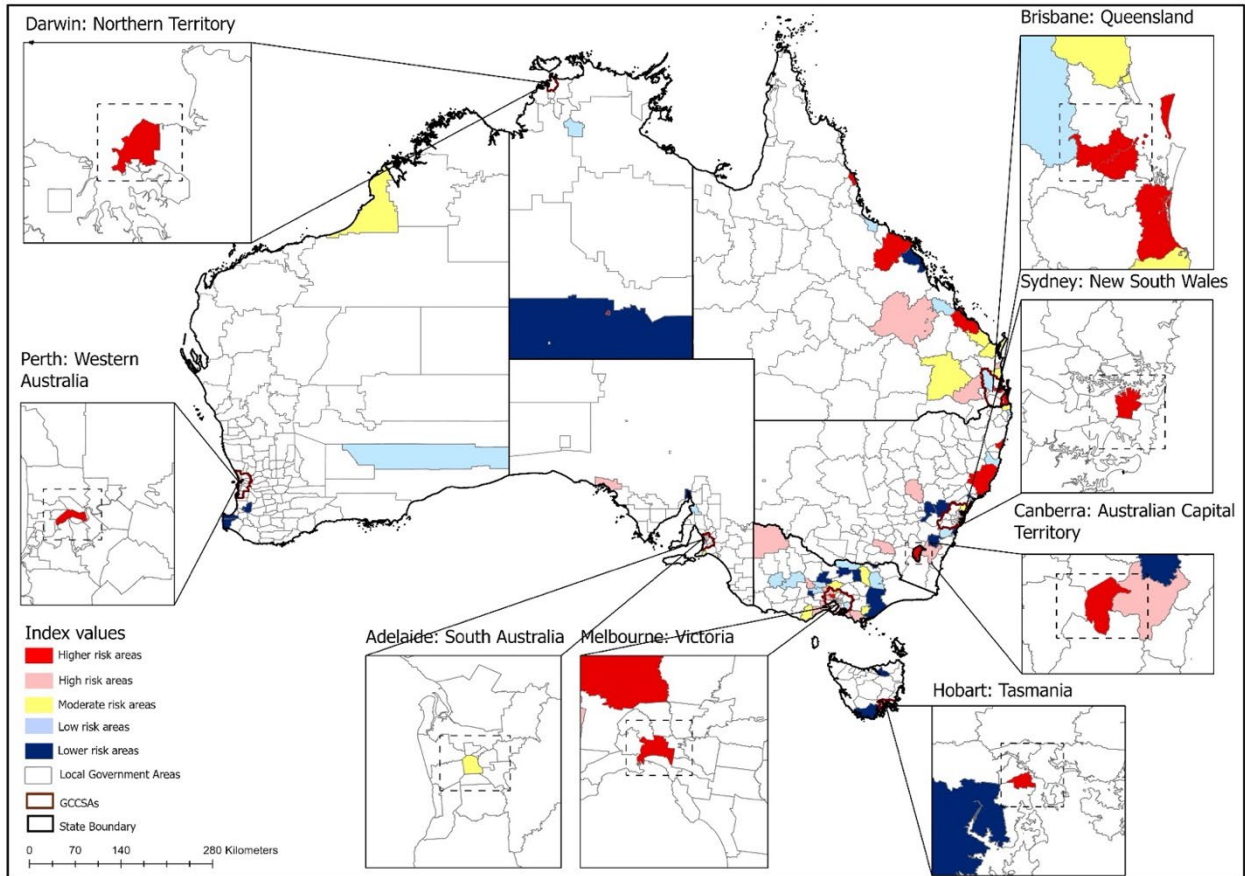 Darwin: Northern Territory
Brisbane: Queensland
Sydney: New South Wales
Perth: Western
Australia
Canberra: Australian Capital
Territory
Index values
Higher risk areas
High risk areas
Moderate risk areas
Low risk areas
Lower risk areas
Local Government Areas
GCCSAs
State Boundary
0 70 140 280 Kilometers
Adelaide: South Australia
Melbourne: Victoria
Hobart: Tasmania